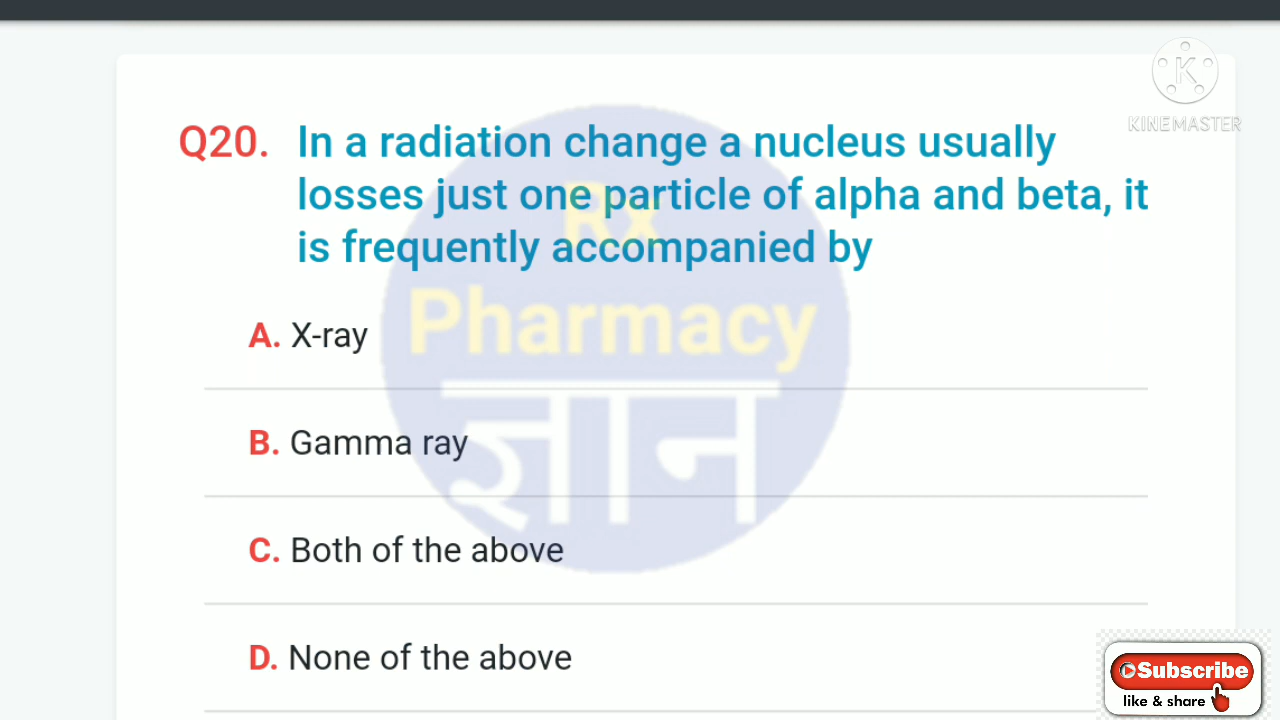 KINEMASTER
Q20. In a radiation change a nucleus usually
losses just one particle of alpha and beta, it
is frequently accompanied by
Rx
Pharmacy
ज्ञान
A. X-ray
B. Gamma ray
C. Both of the above
D. None of the above
Subscribe
like & share